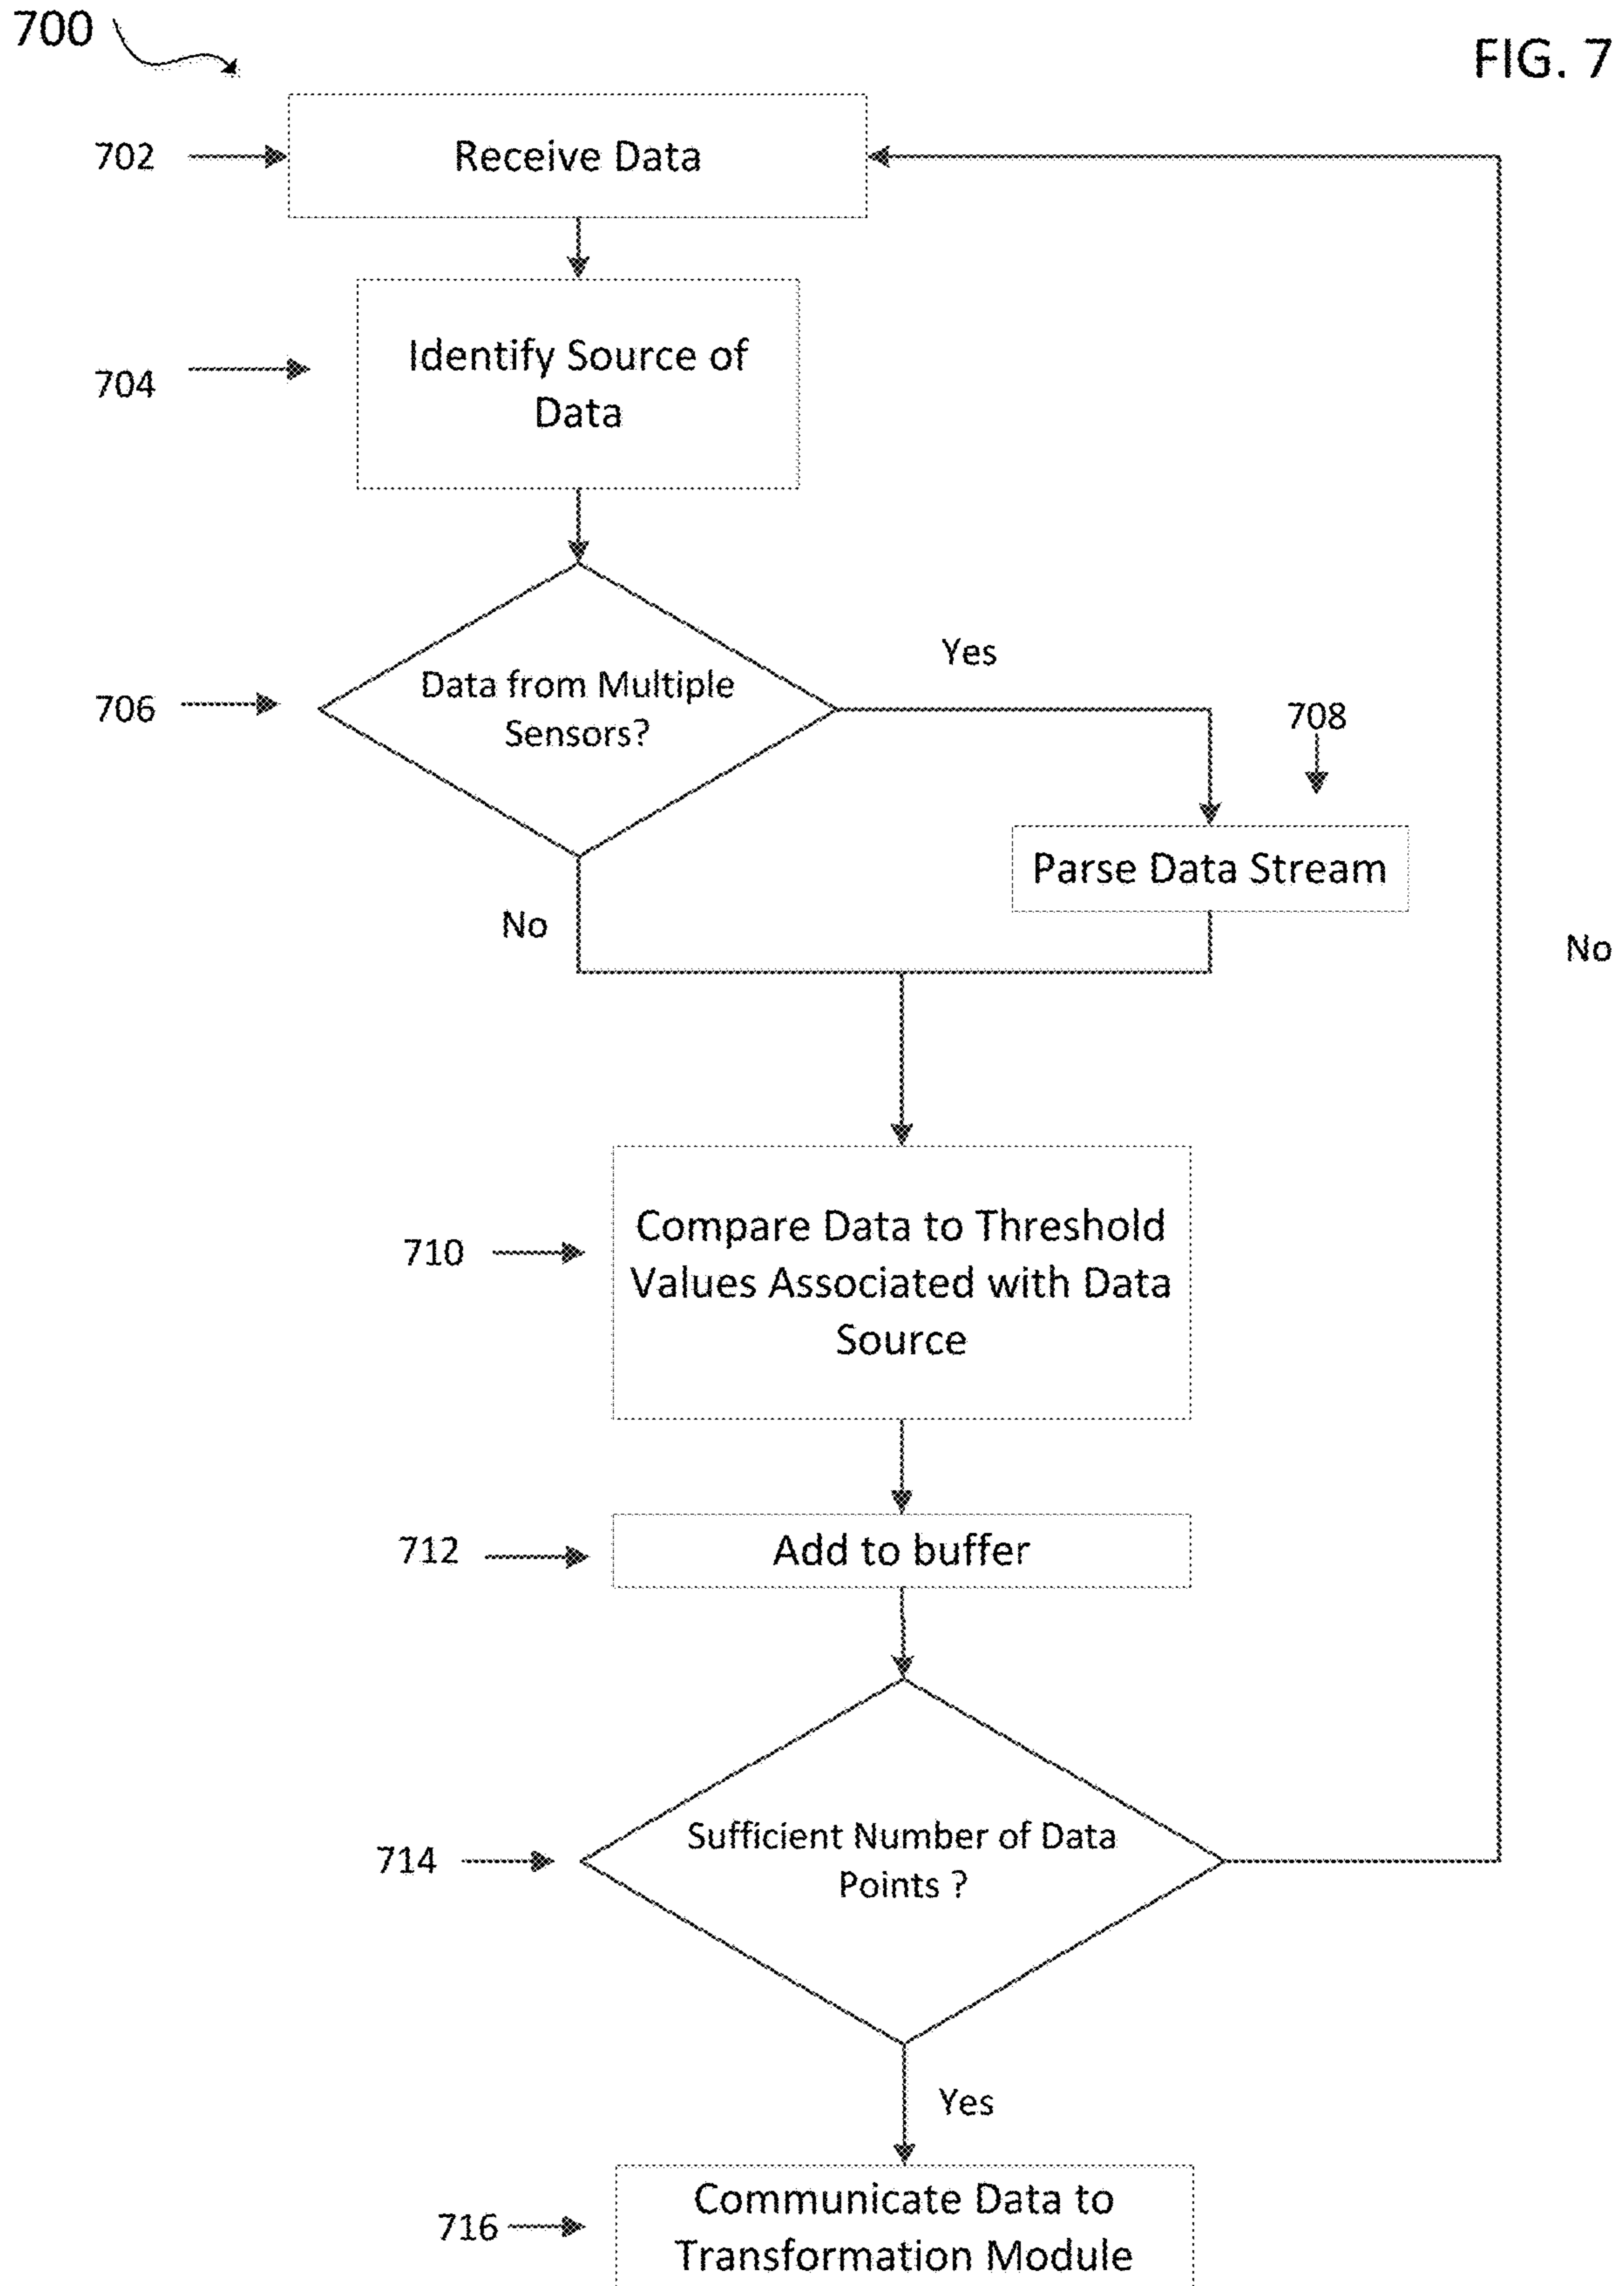 700
FIG. 7
702
Receive Data
704
Identify Source of
Data
706
Data from Multiple
Sensors?
Yes
708
Parse Data Stream
No
No
710
Compare Data to Threshold
Values Associated with Data
Source
712
Add to buffer
714
Sufficient Number of Data
Points ?
Yes
716
Communicate Data to
Transformation Module